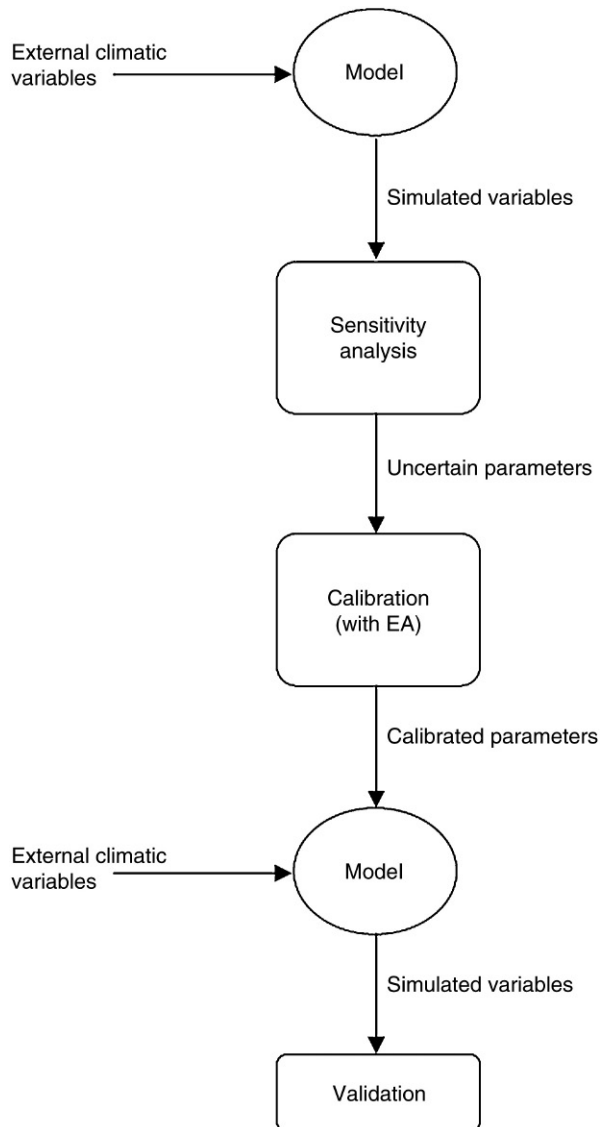 External climatic
variables
Model
Simulated variables
Sensitivity
analysis
Uncertain parameters
Calibration
(with EA)
Calibrated parameters
External climatic
variables
Model
Simulated variables
Validation